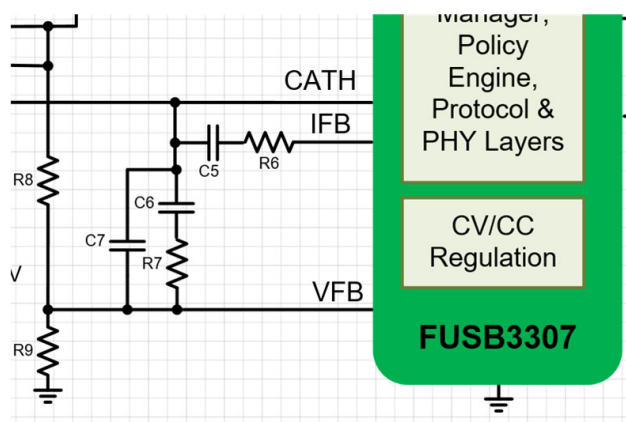 Manager,
Policy
Engine,
Protocol &
PHY Layers
CATH
IFB
C5
R6
R8
C6
C7
R7
CV/CC
Regulation
V
VFB
FUSB3307
R9